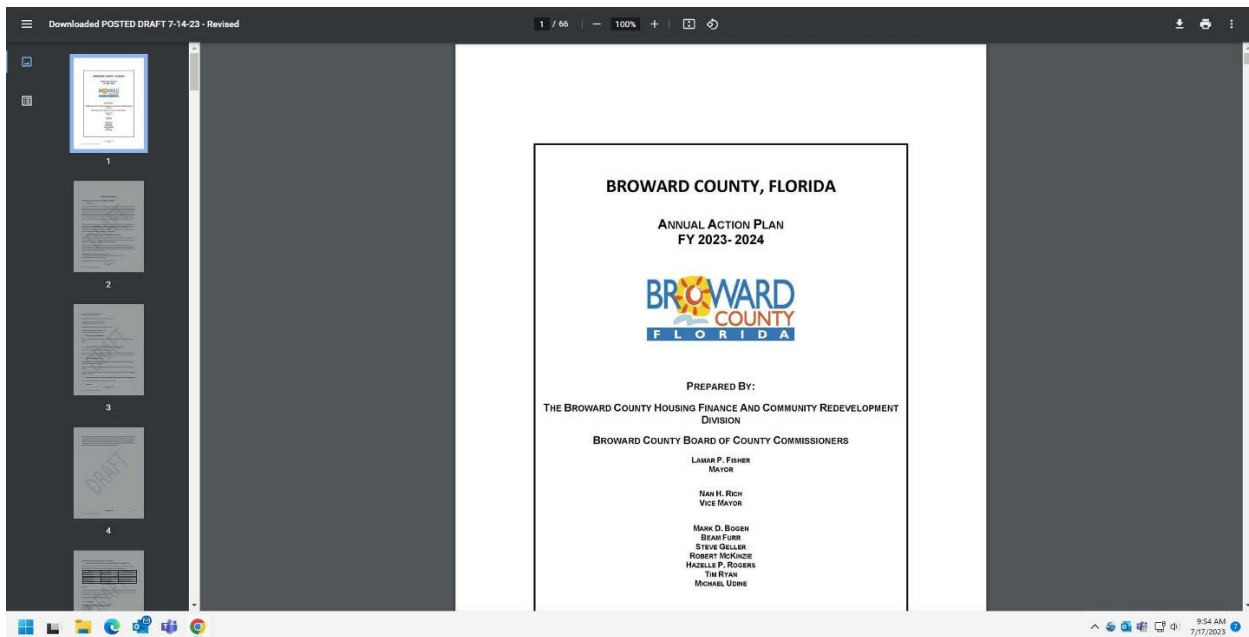 Downloaded POSTED DRAFT 7-14-23 - Revised
1 / 66
100%
1
2
DRAFT
3
DRAFT
4
BROWARD COUNTY, FLORIDA
ANNUAL ACTION PLAN
FY 2023- 2024
BROWARD
COUNTY
FLORIDA
PREPARED BY:
THE BROWARD COUNTY HOUSING FINANCE AND COMMUNITY REDEVELOPMENT
DIVISION
BROWARD COUNTY BOARD OF COUNTY COMMISSIONERS
LAMAR P. FISHER
MAYOR
NAN H. RICH
VICE MAYOR
MARK D. BOGEN
BEAM FURR
STEVE GELLER
ROBERT MCKINZIE
HAZELLE P. ROGERS
TIM RYAN
MICHAEL UDINE
9:54 AM
7/17/2023